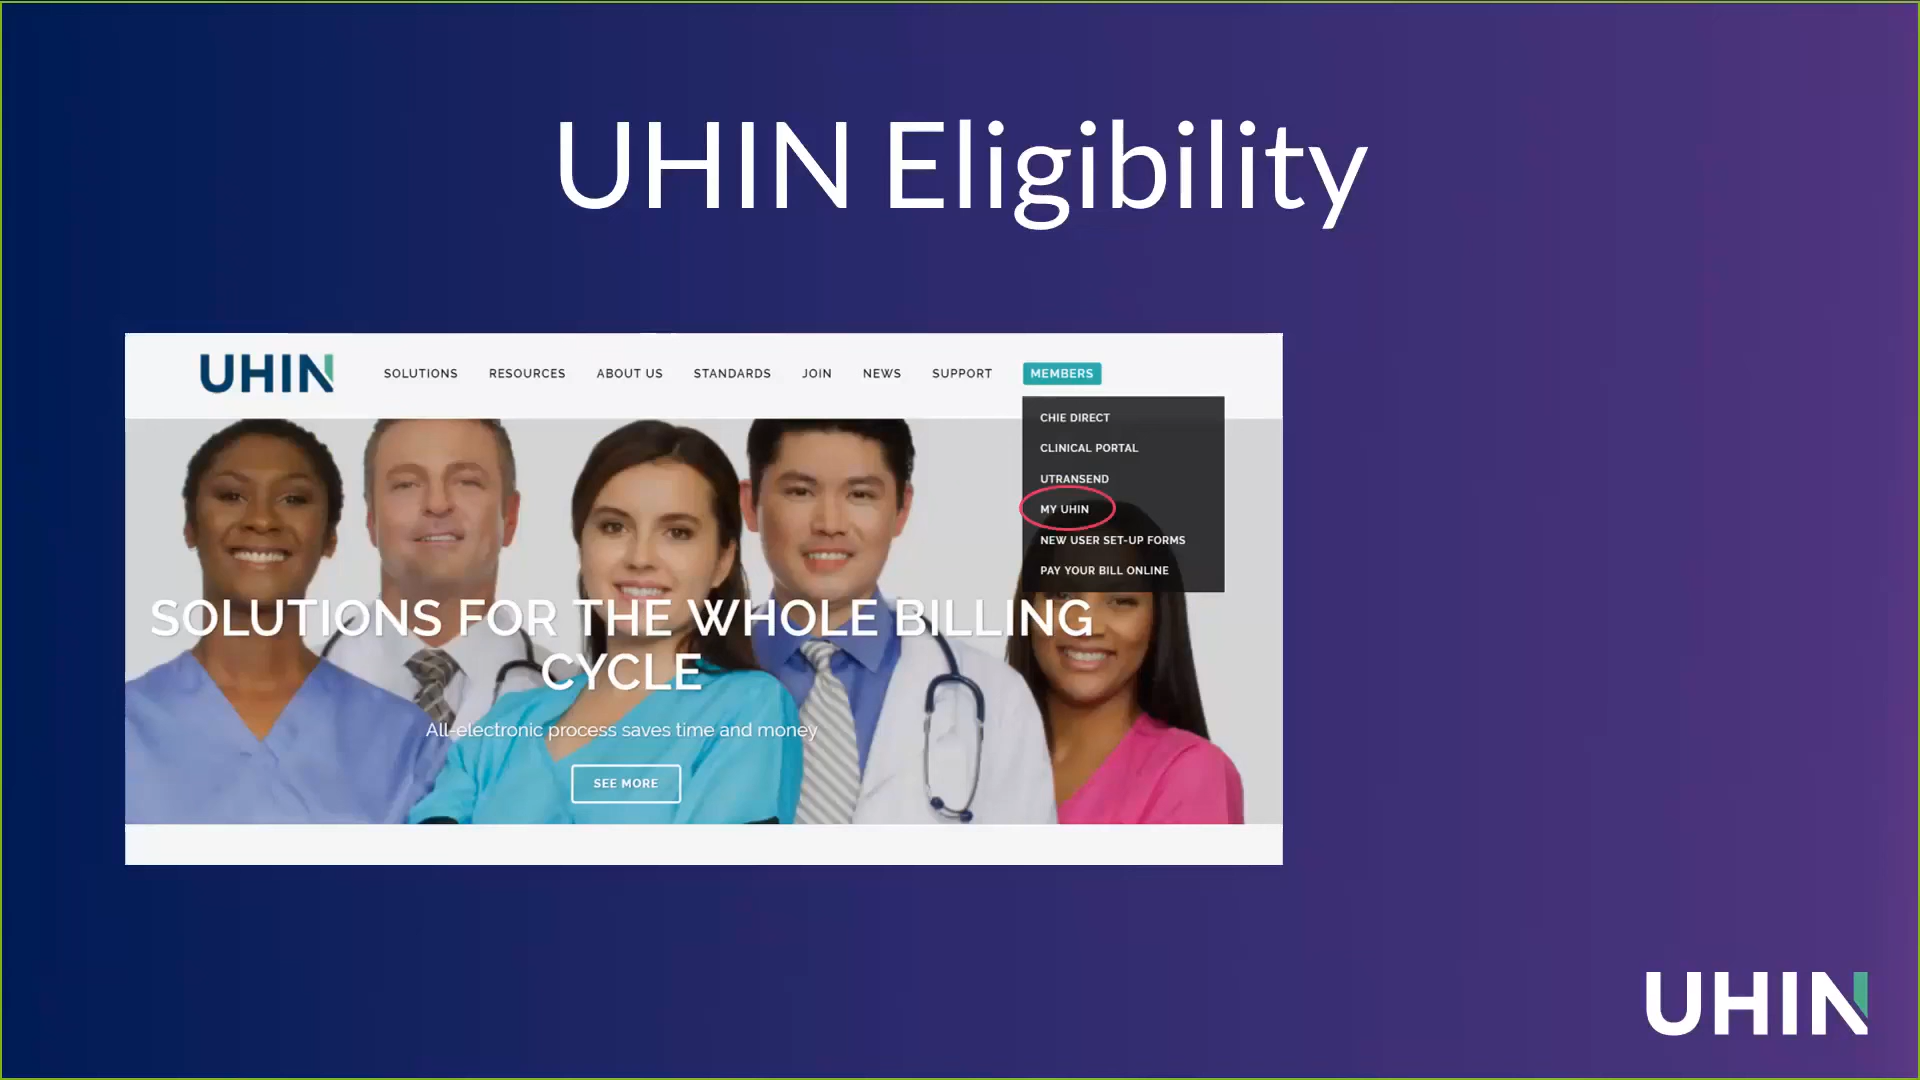 UHIN Eligibility
UHIN
SOLUTIONS
RESOURCES
ABOUT US
STANDARDS
JOIN
NEWS
SUPPORT
MEMBERS
CHIE DIRECT
CLINICAL PORTAL
UTRANSEND
MY UHIN
NEW USER SET-UP FORMS
PAY YOUR BILL ONLINE
SOLUTIONS FOR THE WHOLE BILLING
CYCLE
All-electronic process saves time and money
SEE MORE
UHIN